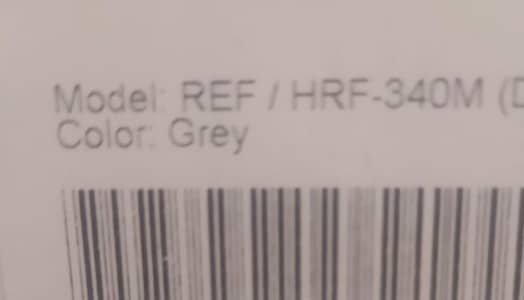 Model: REF / HRF-340M (D
Color: Grey